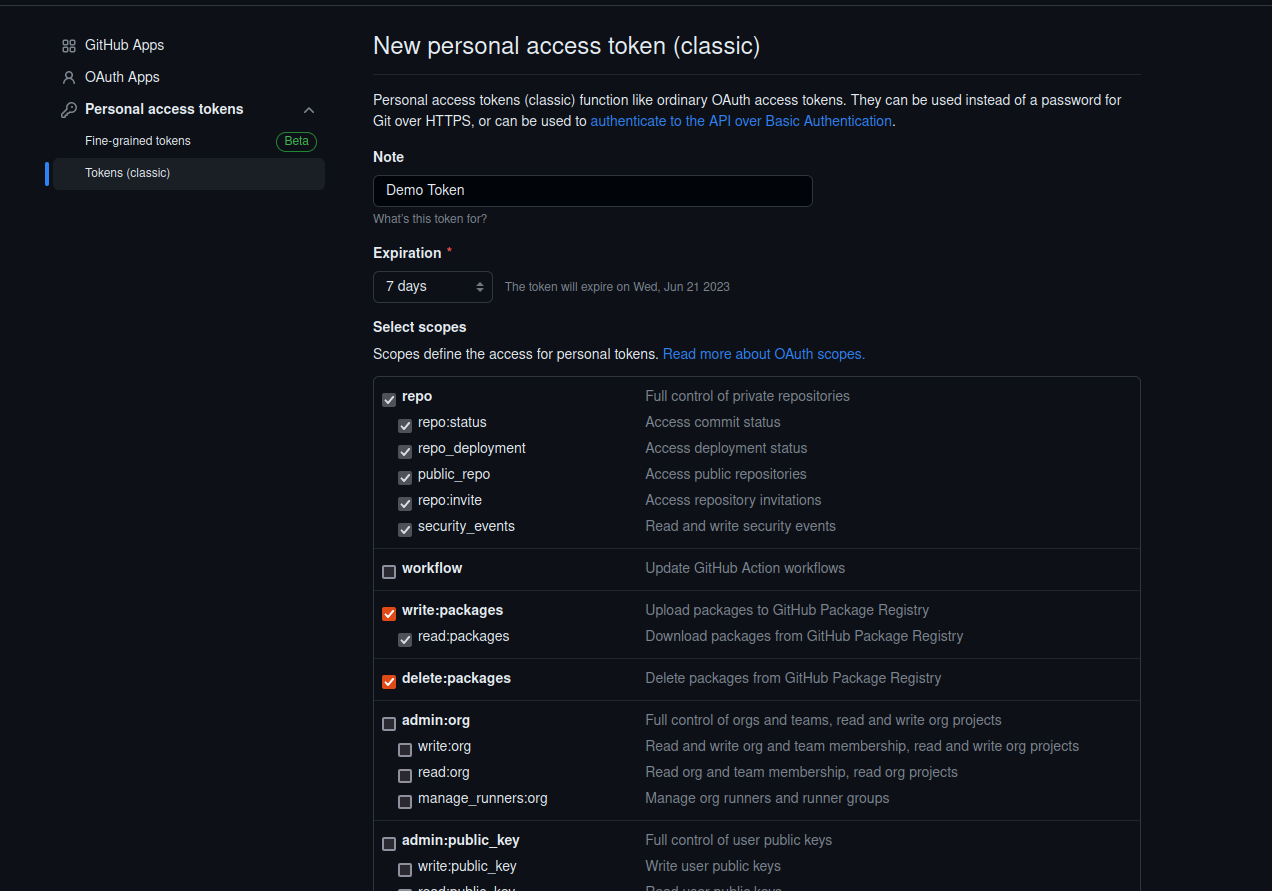 GitHub Apps
OAuth Apps
Personal access tokens
Fine-grained tokens
Beta
Tokens (classic)
New personal access token (classic)
Personal access tokens (classic) function like ordinary OAuth access tokens. They can be used instead of a password for
Git over HTTPS, or can be used to authenticate to the API over Basic Authentication.
Note
Demo Token
What's this token for?
Expiration *
7 days
The token will expire on Wed, Jun 21 2023
Select scopes
Scopes define the access for personal tokens. Read more about OAuth scopes.
repo Full control of private repositories
repo:status Access commit status
repo_deployment Access deployment status
public_repo Access public repositories
repo:invite Access repository invitations
security_events Read and write security events
workflow Update GitHub Action workflows
write:packages Upload packages to GitHub Package Registry
read:packages Download packages from GitHub Package Registry
delete:packages Delete packages from GitHub Package Registry
admin:org Full control of orgs and teams, read and write org projects
write:org Read and write org and team membership, read and write org projects
read:org Read org and team membership, read org projects
manage_runners:org Manage org runners and runner groups
admin:public_key Full control of user public keys
write:public_key Write user public keys
read:public_key Read user public keys